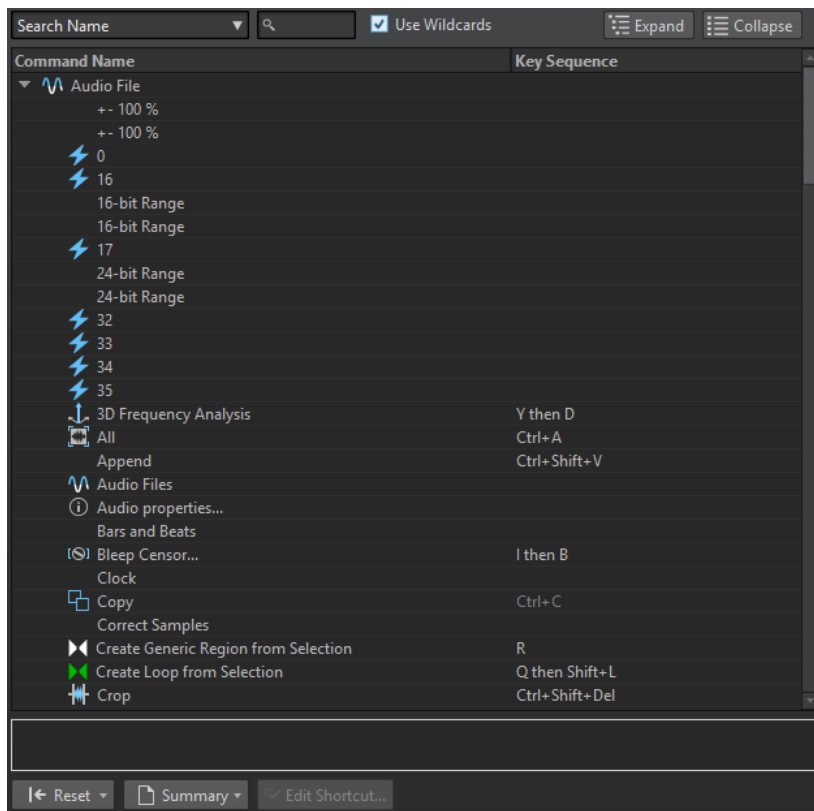 Search Name Use Wildcards Expand Collapse
Command Name Key Sequence
Audio File
+- 100 %
+- 100 %
0
16
16-bit Range
16-bit Range
17
24-bit Range
24-bit Range
32
33
34
35
3D Frequency Analysis Y then D
All Ctrl+A
Append Ctrl+Shift+V
Audio Files
Audio properties...
Bars and Beats
Bleep Censor... I then B
Clock
Copy Ctrl+C
Correct Samples
Create Generic Region from Selection R
Create Loop from Selection Q then Shift+L
Crop Ctrl+Shift+Del
Reset Summary Edit Shortcut...